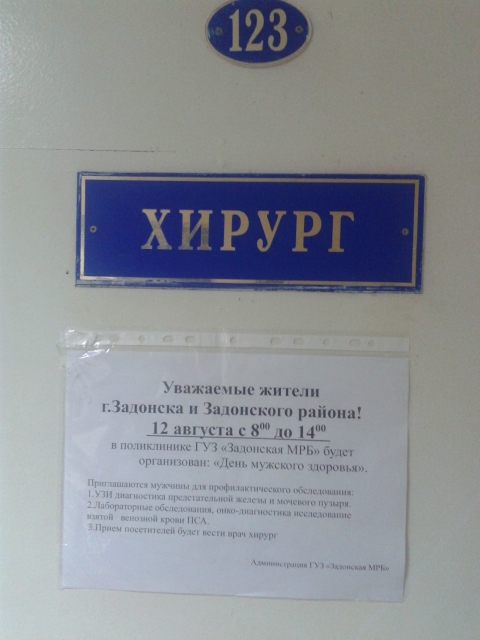 123
ХИРУРГ
Уважаемые жители
г.Задонска и Задонского района!
12 августа с 8⁰⁰ до 14⁰⁰
в поликлинике ГУЗ «Задонская МРБ» будет
организован: «День мужского здоровья».
Приглашаются мужчины для профилактического обследования:
1.УЗИ диагностика предстательной железы и мочевого пузыря.
2.Лабораторные обследования, онко-диагностика исследование
взятой венозной крови ПСА.
3.Прием посетителей будет вести врач хирург
Администрация ГУЗ «Задонская МРБ»